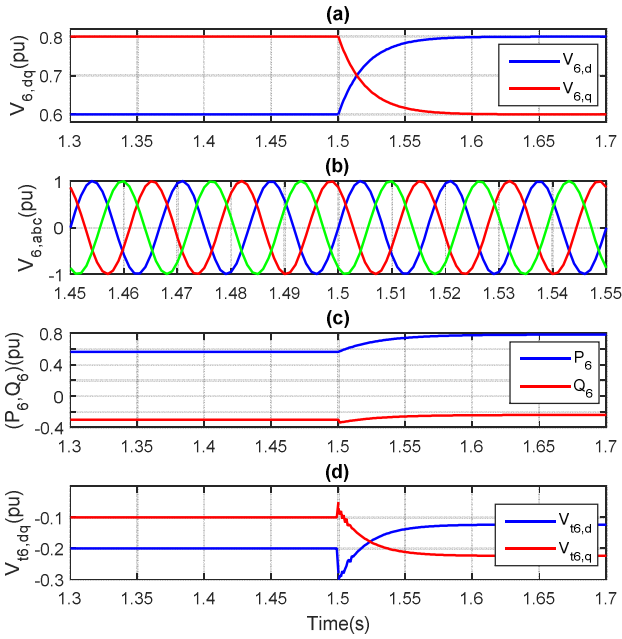 (a)
V6,dq(pu)
0.8
0.7
0.6
V6,d
V6,q
1.3 1.35 1.4 1.45 1.5 1.55 1.6 1.65 1.7
(b)
V6,abc(pu)
1
0
-1
1.45 1.46 1.47 1.48 1.49 1.5 1.51 1.52 1.53 1.54 1.55
(c)
(P6,Q6)(pu)
0.8
0.4
0
-0.4
P6
Q6
1.3 1.35 1.4 1.45 1.5 1.55 1.6 1.65 1.7
(d)
Vt6,dq(pu)
-0.1
-0.2
-0.3
Vt6,d
Vt6,q
1.3 1.35 1.4 1.45 1.5 1.55 1.6 1.65 1.7
Time(s)